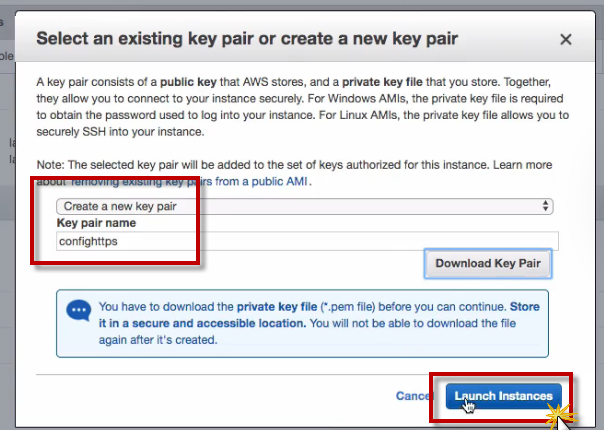 Select an existing key pair or create a new key pair
A key pair consists of a public key that AWS stores, and a private key file that you store. Together,
they allow you to connect to your instance securely. For Windows AMIs, the private key file is required
to obtain the password used to log into your instance. For Linux AMIs, the private key file allows you to
securely SSH into your instance.
Note: The selected key pair will be added to the set of keys authorized for this instance. Learn more
about removing existing key pairs from a public AMI.
Create a new key pair
Key pair name
confighttps
Download Key Pair
You have to download the private key file (*.pem file) before you can continue. Store
it in a secure and accessible location. You will not be able to download the file
again after it's created.
Cancel Launch Instances